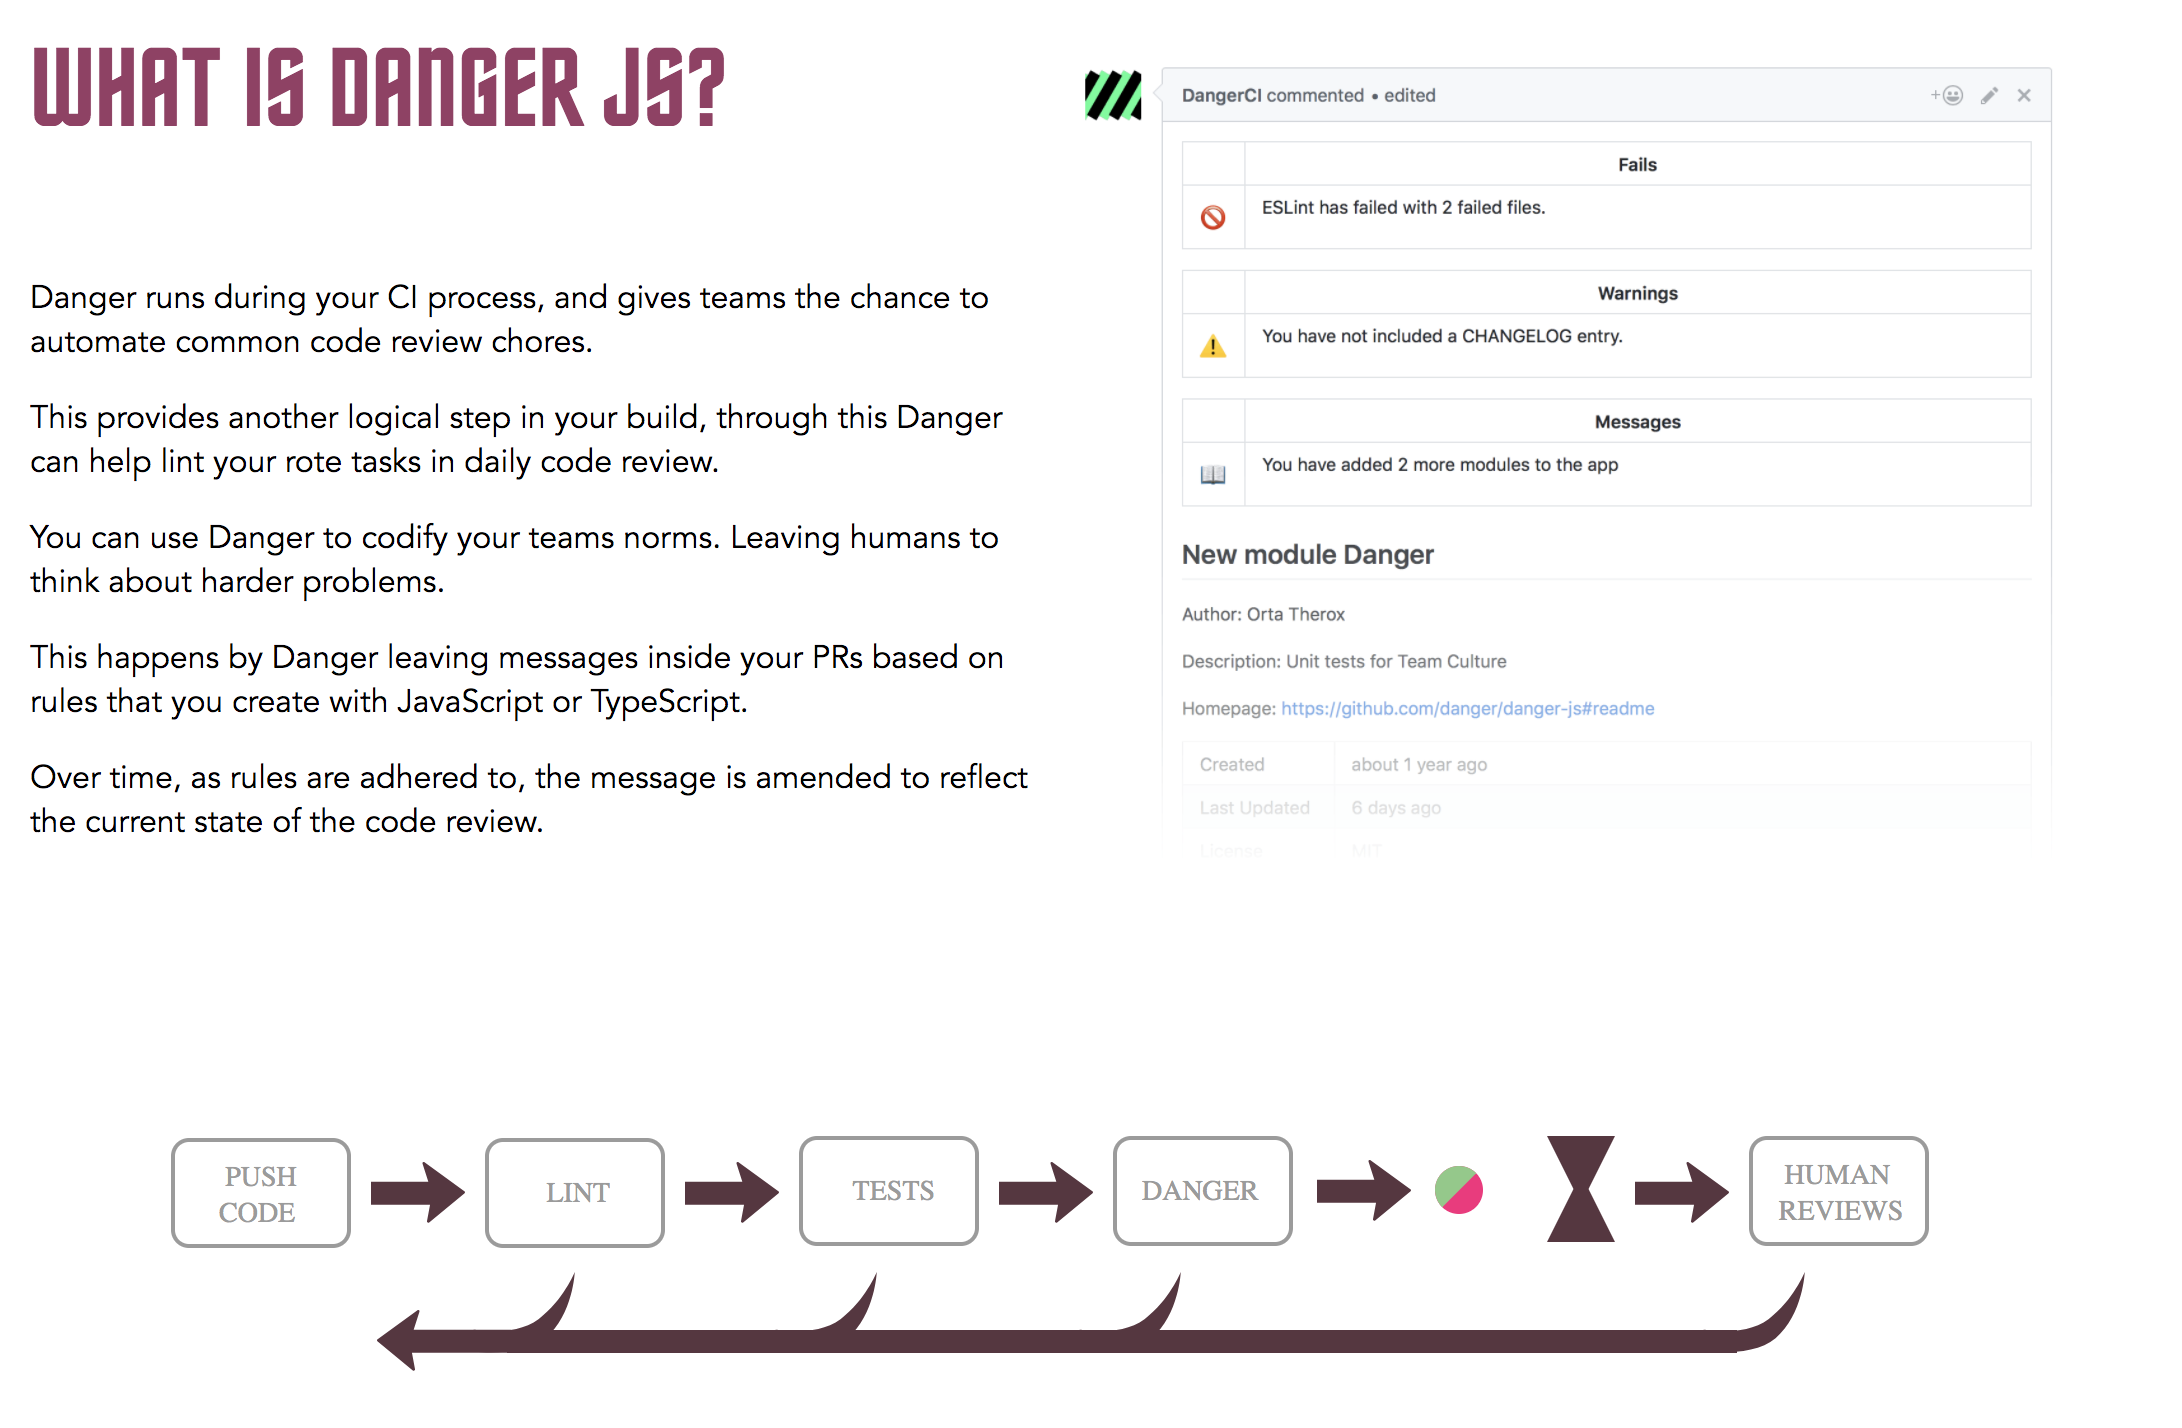 WHAT IS DANGER JS?
Danger runs during your CI process, and gives teams the chance to
automate common code review chores.
This provides another logical step in your build, through this Danger
can help lint your rote tasks in daily code review.
You can use Danger to codify your teams norms. Leaving humans to
think about harder problems.
This happens by Danger leaving messages inside your PRs based on
rules that you create with JavaScript or TypeScript.
Over time, as rules are adhered to, the message is amended to reflect
the current state of the code review.
DangerCI commented • edited
Fails
ESLint has failed with 2 failed files.
Warnings
You have not included a CHANGELOG entry.
Messages
You have added 2 more modules to the app
New module Danger
Author: Orta Therox
Description: Unit tests for Team Culture
Homepage: https://github.com/danger/danger-js#readme
Created about 1 year ago
Last Updated 6 days ago
License MIT
PUSH
CODE
LINT
TESTS
DANGER
HUMAN
REVIEWS